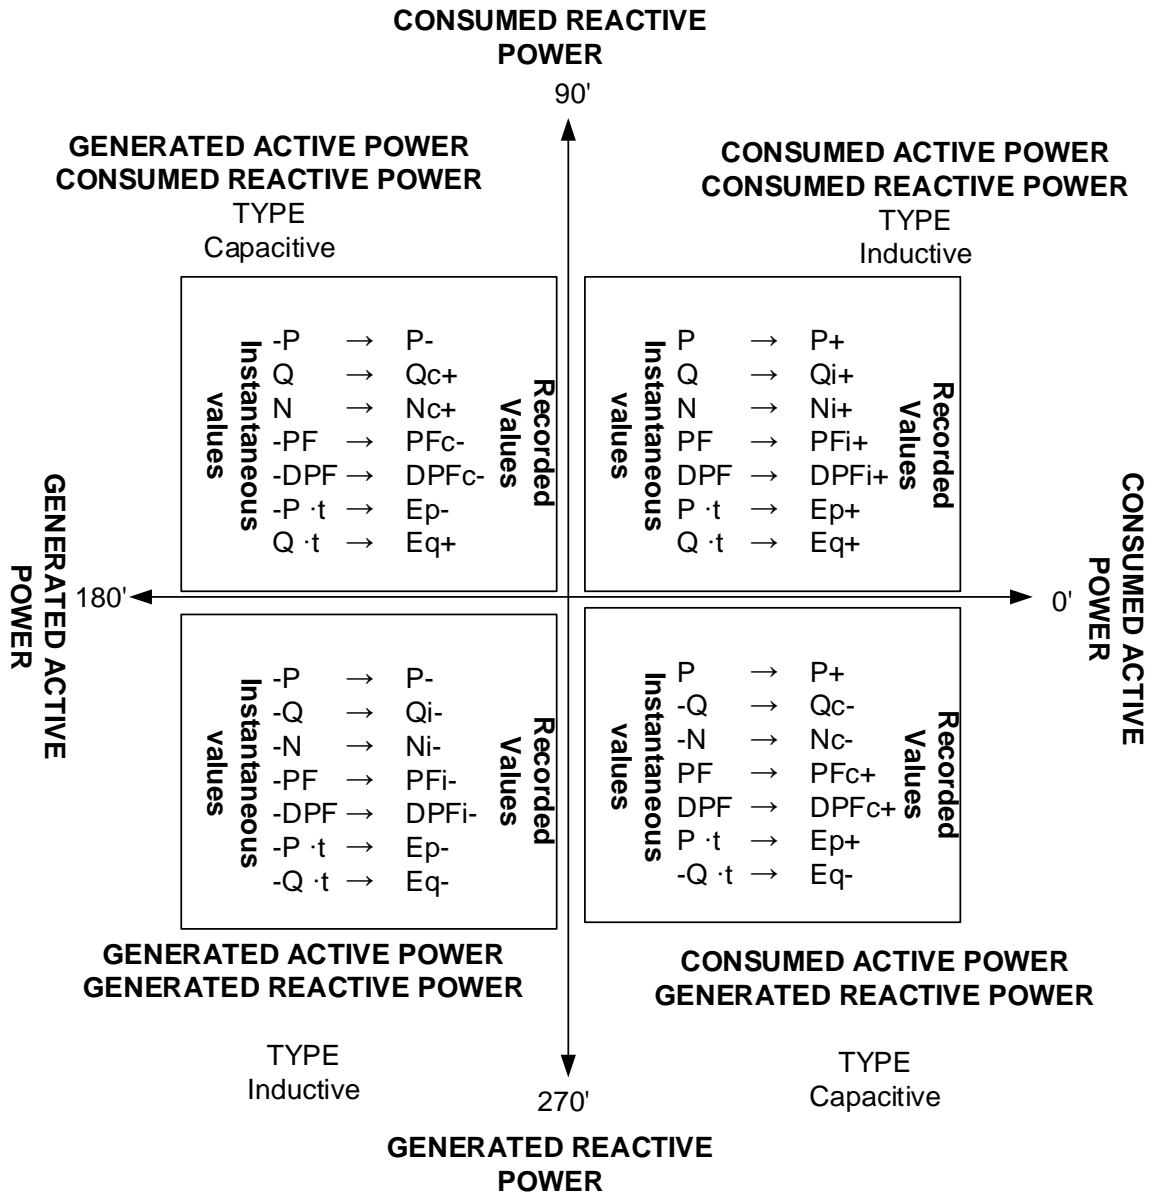 CONSUMED REACTIVE
POWER
90'
GENERATED ACTIVE POWER
CONSUMED REACTIVE POWER
TYPE
Capacitive
CONSUMED ACTIVE POWER
CONSUMED REACTIVE POWER
TYPE
Inductive
Instantaneous
values
-P → P-
Q → Qc+
N → Nc+
-PF → PFc-
-DPF → DPFc-
-P ·t → Ep-
Q ·t → Eq+
Recorded
Values
Instantaneous
values
P → P+
Q → Qi+
N → Ni+
PF → PFi+
DPF → DPFi+
P ·t → Ep+
Q ·t → Eq+
Recorded
Values
GENERATED ACTIVE
POWER
180'
0'
CONSUMED ACTIVE
POWER
Instantaneous
values
-P → P-
-Q → Qi-
-N → Ni-
-PF → PFi-
-DPF → DPFi-
-P ·t → Ep-
-Q ·t → Eq-
Recorded
Values
Instantaneous
values
P → P+
-Q → Qc-
-N → Nc-
PF → PFc+
DPF → DPFc+
P ·t → Ep+
-Q ·t → Eq-
Recorded
Values
GENERATED ACTIVE POWER
GENERATED REACTIVE POWER
TYPE
Inductive
CONSUMED ACTIVE POWER
GENERATED REACTIVE POWER
TYPE
Capacitive
270'
GENERATED REACTIVE
POWER